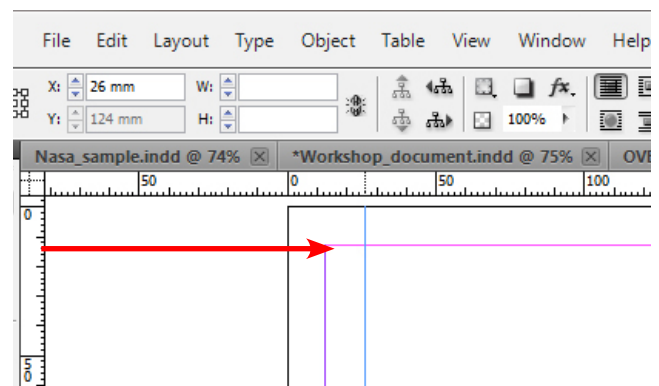 File Edit Layout Type Object Table View Window Help
X: 26 mm W: fx.
Y: 124 mm H: 100%
Nasa_sample.indd @ 74% *Workshop_document.indd @ 75% OVE
50 0 50 100
0
50